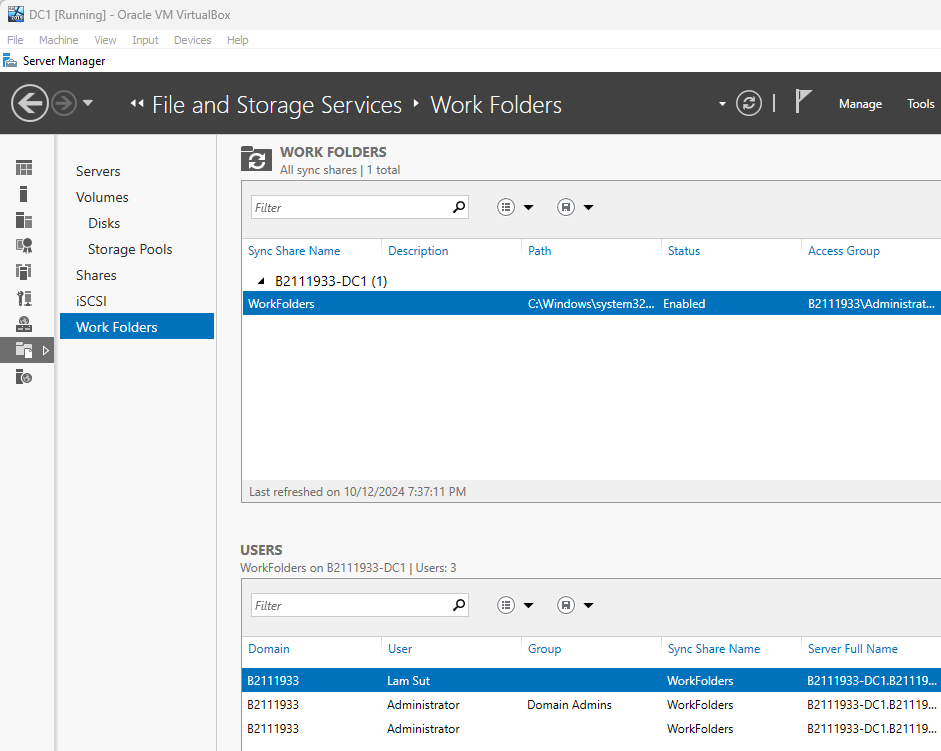 DC1 [Running] - Oracle VM VirtualBox
File Machine View Input Devices Help
Server Manager
File and Storage Services Work Folders
Manage Tools
Servers
Volumes
Disks
Storage Pools
Shares
iSCSI
Work Folders
WORK FOLDERS
All sync shares | 1 total
Filter
Sync Share Name Description Path Status Access Group
B2111933-DC1 (1)
WorkFolders C:\Windows\system32... Enabled B2111933\Administrat...
Last refreshed on 10/12/2024 7:37:11 PM
USERS
WorkFolders on B2111933-DC1 | Users: 3
Filter
Domain User Group Sync Share Name Server Full Name
B2111933 Lam Sut WorkFolders B2111933-DC1.B21119...
B2111933 Administrator Domain Admins WorkFolders B2111933-DC1.B21119...
B2111933 Administrator WorkFolders B2111933-DC1.B21119...